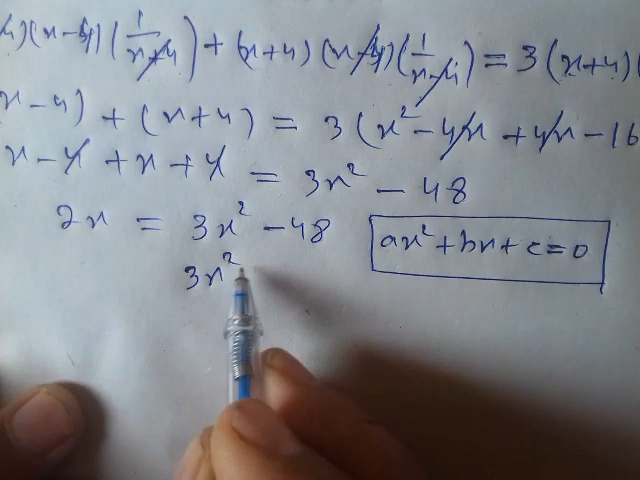 4)(x-4)(1/x+4) + (x+4)(x-4)(1/x-4) = 3(x+4)(
x-4) + (x+4) = 3(x²-4x+4x-16
x-4+x+4 = 3x²-48
2x = 3x²-48
ax²+bx+c=0
3x²